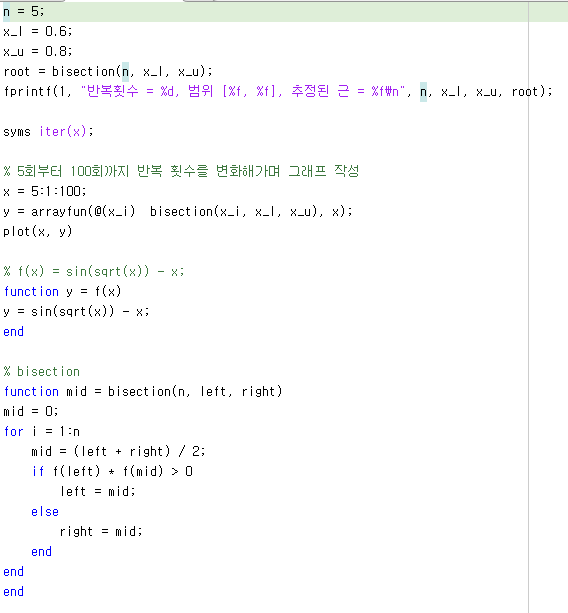 n = 5;
x_l = 0.6;
x_u = 0.8;
root = bisection(n, x_l, x_u);
fprintf(1, "반복횟수 = %d, 범위 [%f, %f], 추정된 근 = %f₩n", n, x_l, x_u, root);
syms iter(x);
% 5회부터 100회까지 반복 횟수를 변화해가며 그래프 작성
x = 5:1:100;
y = arrayfun(@(x_i)  bisection(x_i, x_l, x_u), x);
plot(x, y)
% f(x) = sin(sqrt(x)) - x;
function y = f(x)
y = sin(sqrt(x)) - x;
end
% bisection
function mid = bisection(n, left, right)
mid = 0;
for i = 1:n
    mid = (left + right) / 2;
    if f(left) * f(mid) > 0
        left = mid;
    else
        right = mid;
    end
end
end